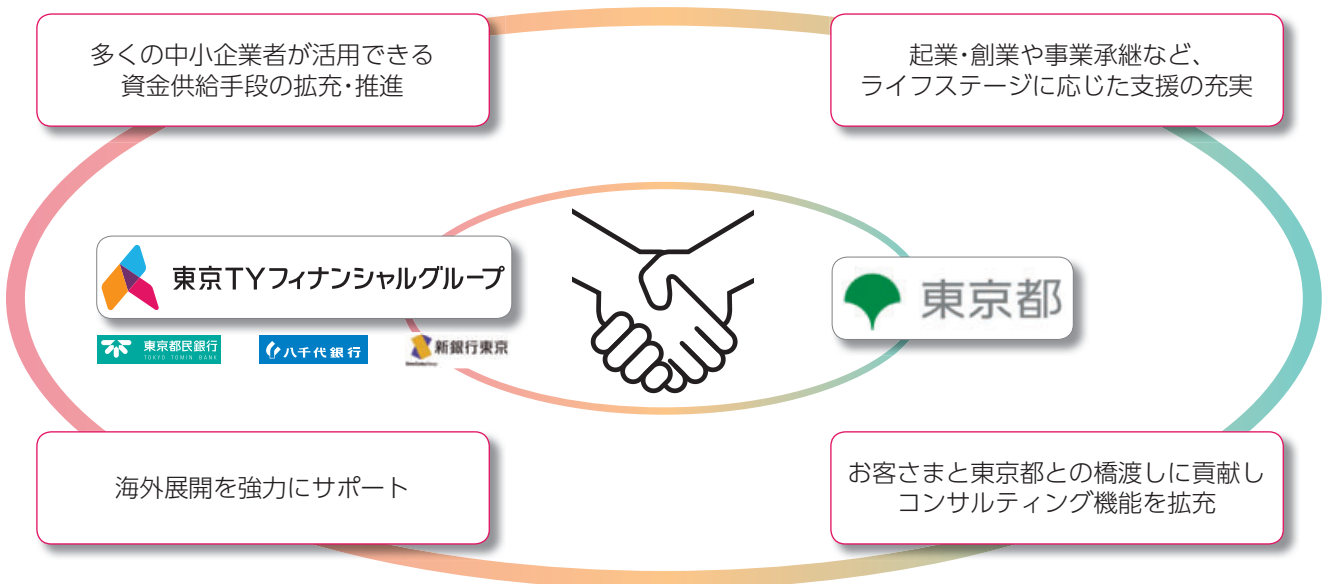 多くの中小企業者が活用できる
資金供給手段の拡充・推進
起業・創業や事業承継など、
ライフステージに応じた支援の充実
東京TYフィナンシャルグループ
東京都民銀行
TOKYO TOMIN BANK
八千代銀行
新銀行東京
東京都
海外展開を強力にサポート
お客さまと東京都との橋渡しに貢献し
コンサルティング機能を拡充